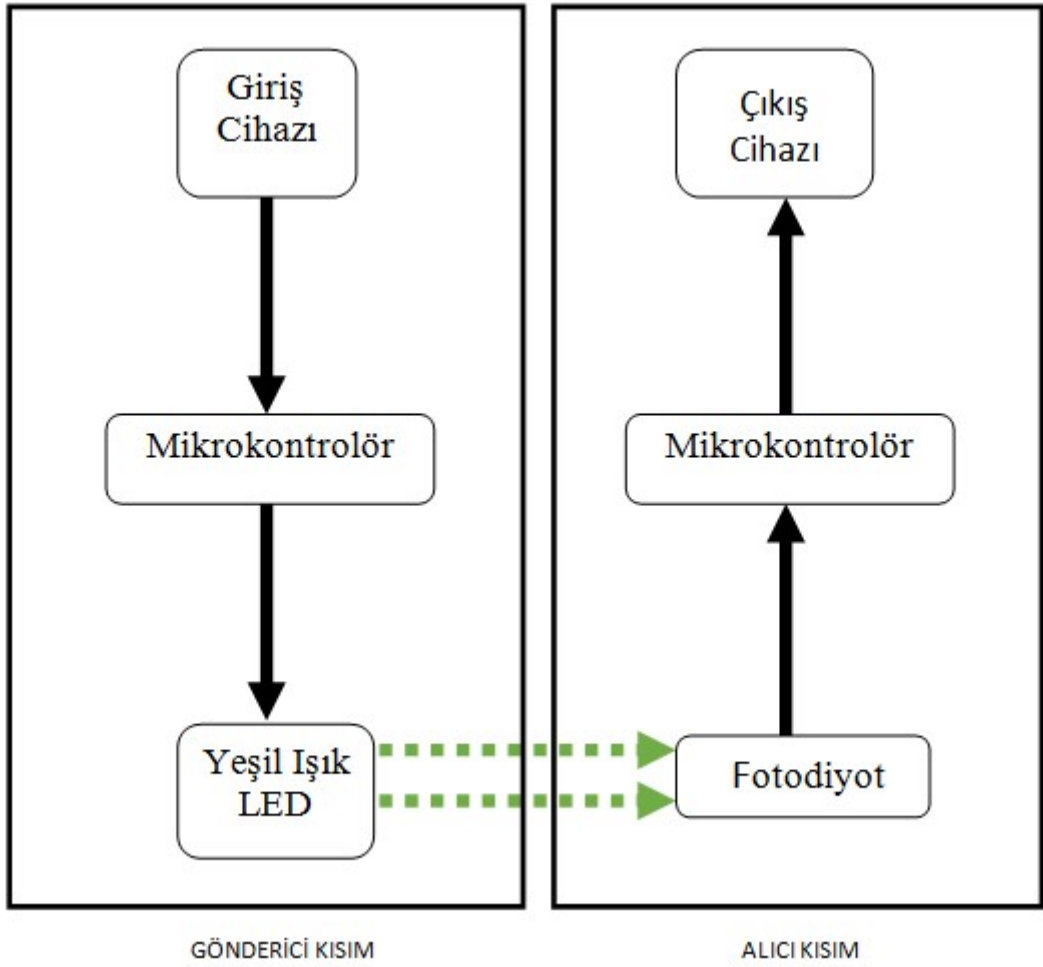 Giriş
Cihazı
Mikrokontrolör
Yeşil Işık
LED
GÖNDERİCİ KISIM
Çıkış
Cihazı
Mikrokontrolör
Fotodiyot
ALICI KISIM